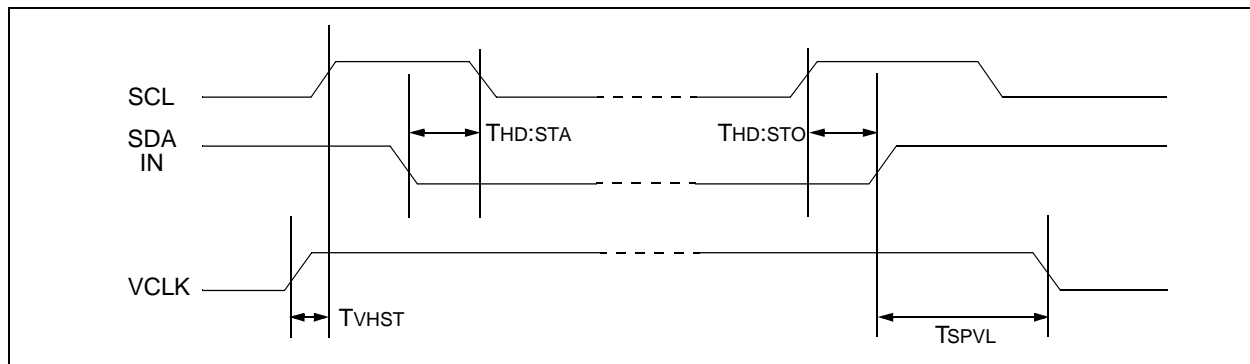 SCL
THD:STA
THD:STO
SDA
IN
VCLK
TVHST
TSPVL